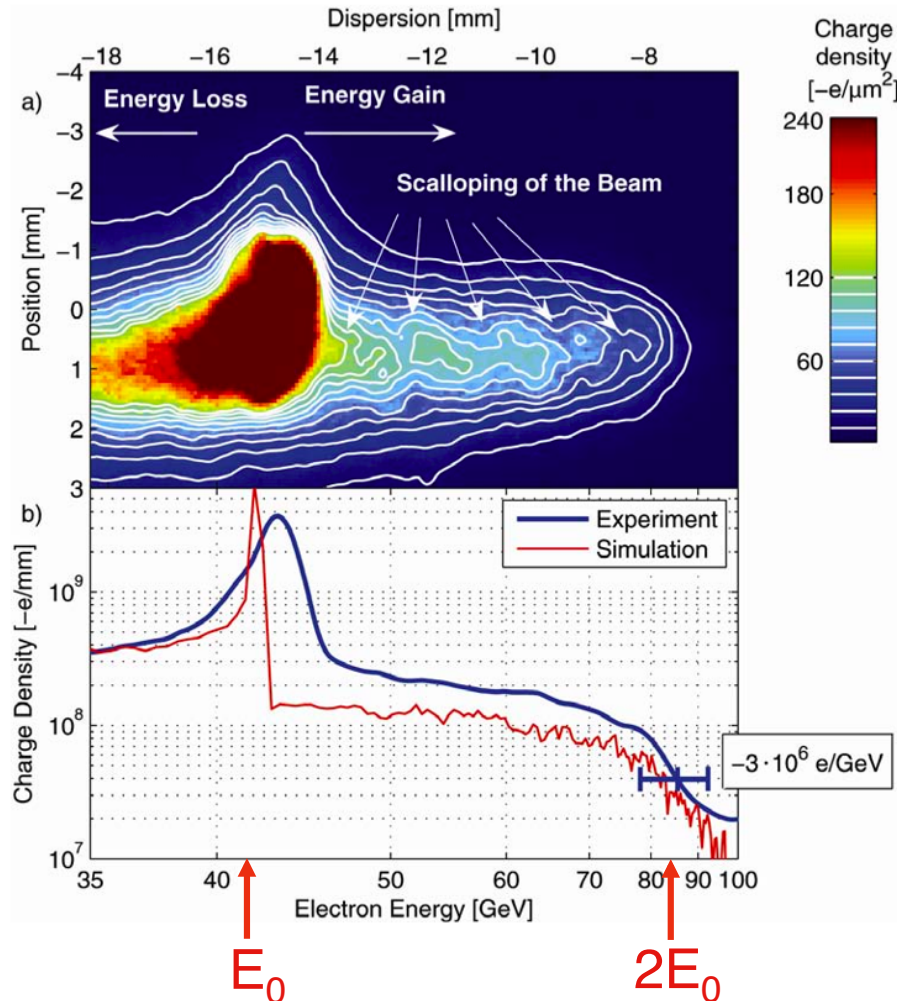 Dispersion [mm]
−18 −16 −14 −12 −10 −8
Charge
density
[−e/µm²]
240
180
120
60
a)
Energy Loss
Energy Gain
Scalloping of the Beam
Position [mm]
−4
−3
−2
−1
0
1
2
3
b)
Experiment
Simulation
Charge Density [−e/mm]
10⁹
10⁸
10⁷
−3·10⁶ e/GeV
35 40 50 60 70 80 90 100
Electron Energy [GeV]
E₀
2E₀